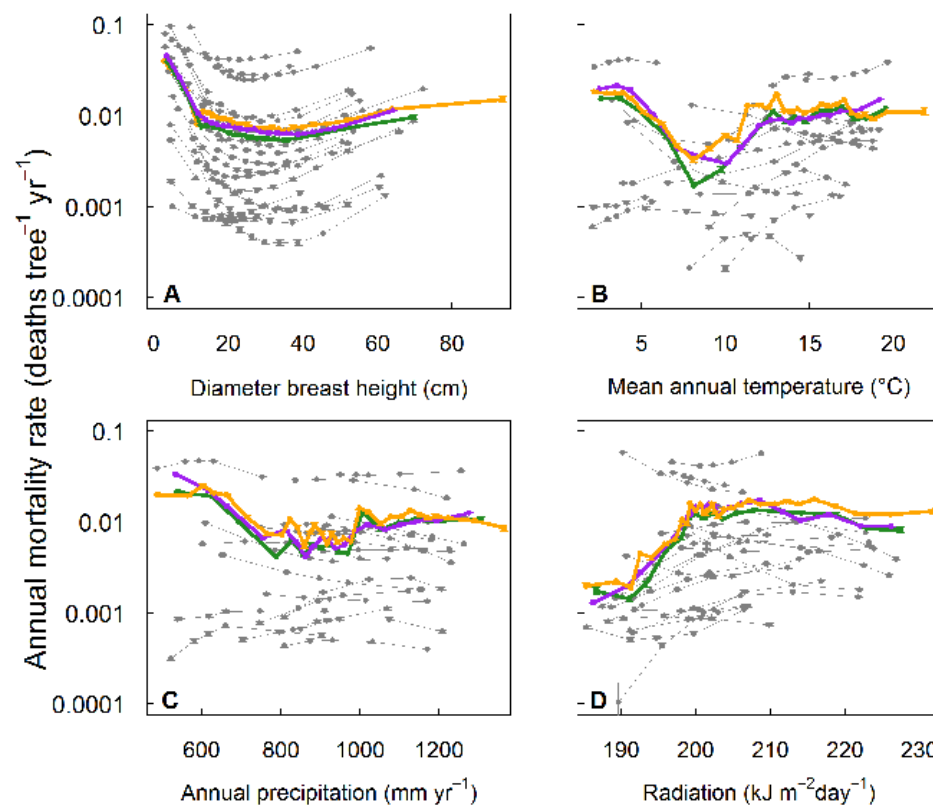 Annual mortality rate (deaths tree⁻¹ yr⁻¹)
0.1
0.01
0.001
0.0001
A
0 20 40 60 80
Diameter breast height (cm)
B
5 10 15 20
Mean annual temperature (°C)
0.1
0.01
0.001
0.0001
C
600 800 1000 1200
Annual precipitation (mm yr⁻¹)
D
190 200 210 220 230
Radiation (kJ m⁻²day⁻¹)